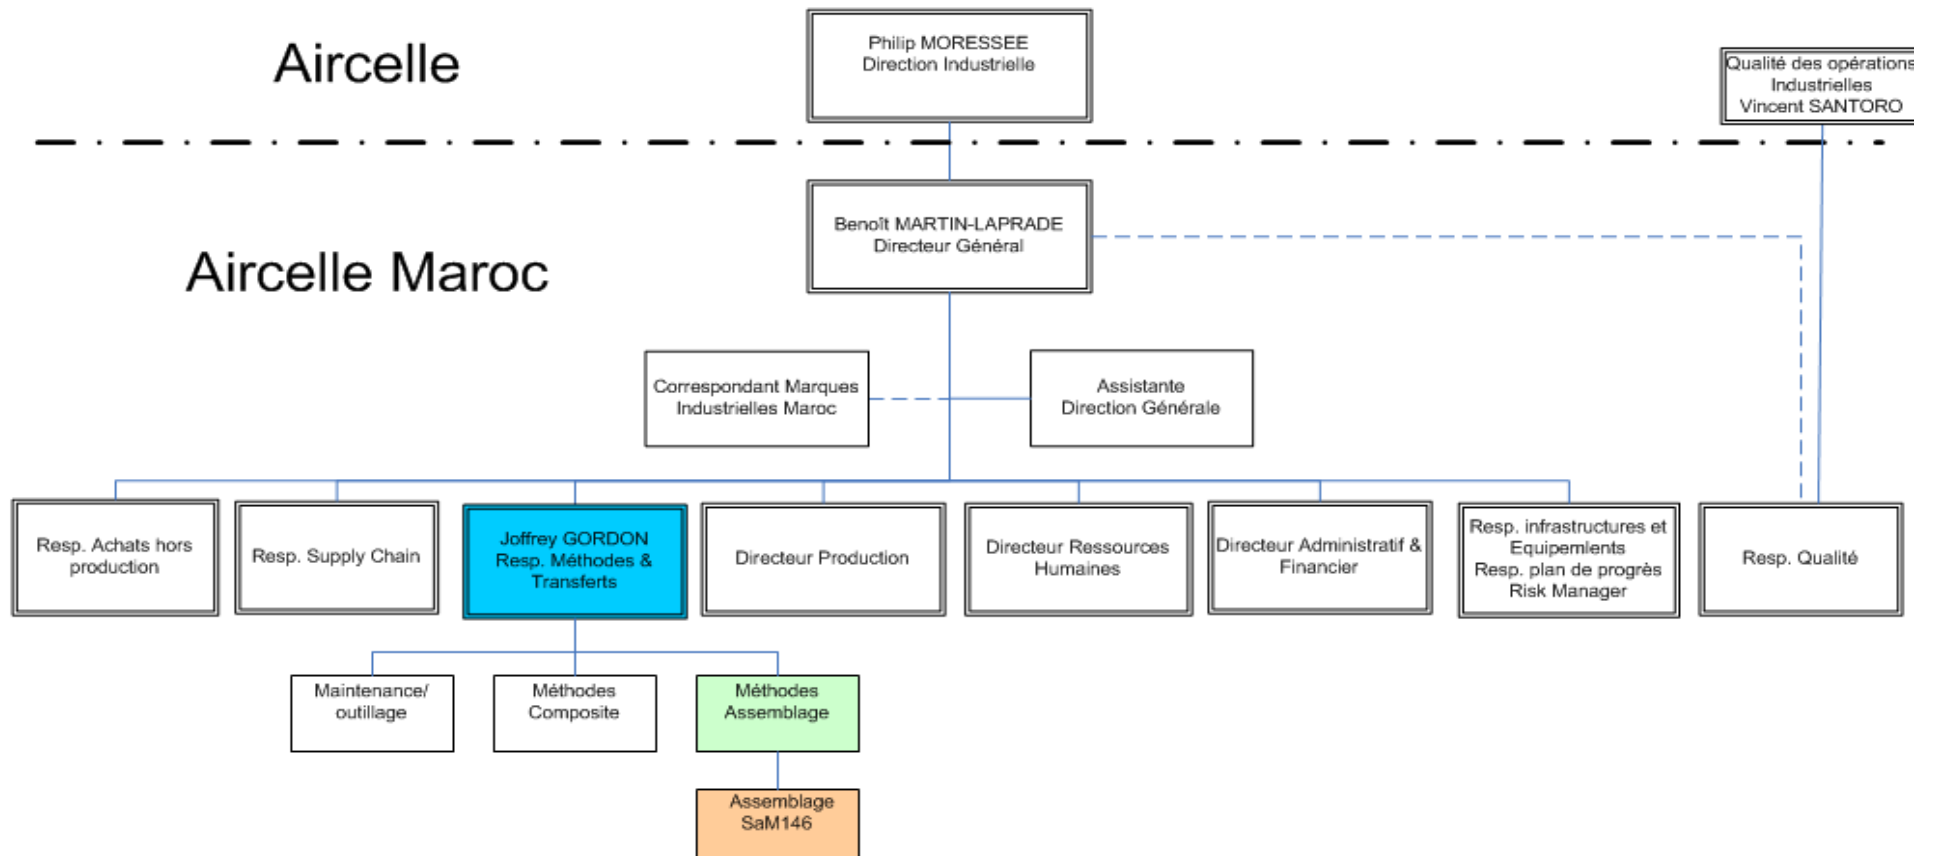 Aircelle
Philip MORESSEE
Direction Industrielle
Qualité des opérations
Industrielles
Vincent SANTORO
Aircelle Maroc
Benoît MARTIN-LAPRADE
Directeur Général
Correspondant Marques
Industrielles Maroc
Assistante
Direction Générale
Resp. Achats hors
production
Resp. Supply Chain
Joffrey GORDON
Resp. Méthodes &
Transferts
Directeur Production
Directeur Ressources
Humaines
Directeur Administratif &
Financier
Resp. infrastructures et
Equipemlents
Resp. plan de progrès
Risk Manager
Resp. Qualité
Maintenance/
outillage
Méthodes
Composite
Méthodes
Assemblage
Assemblage
SaM146